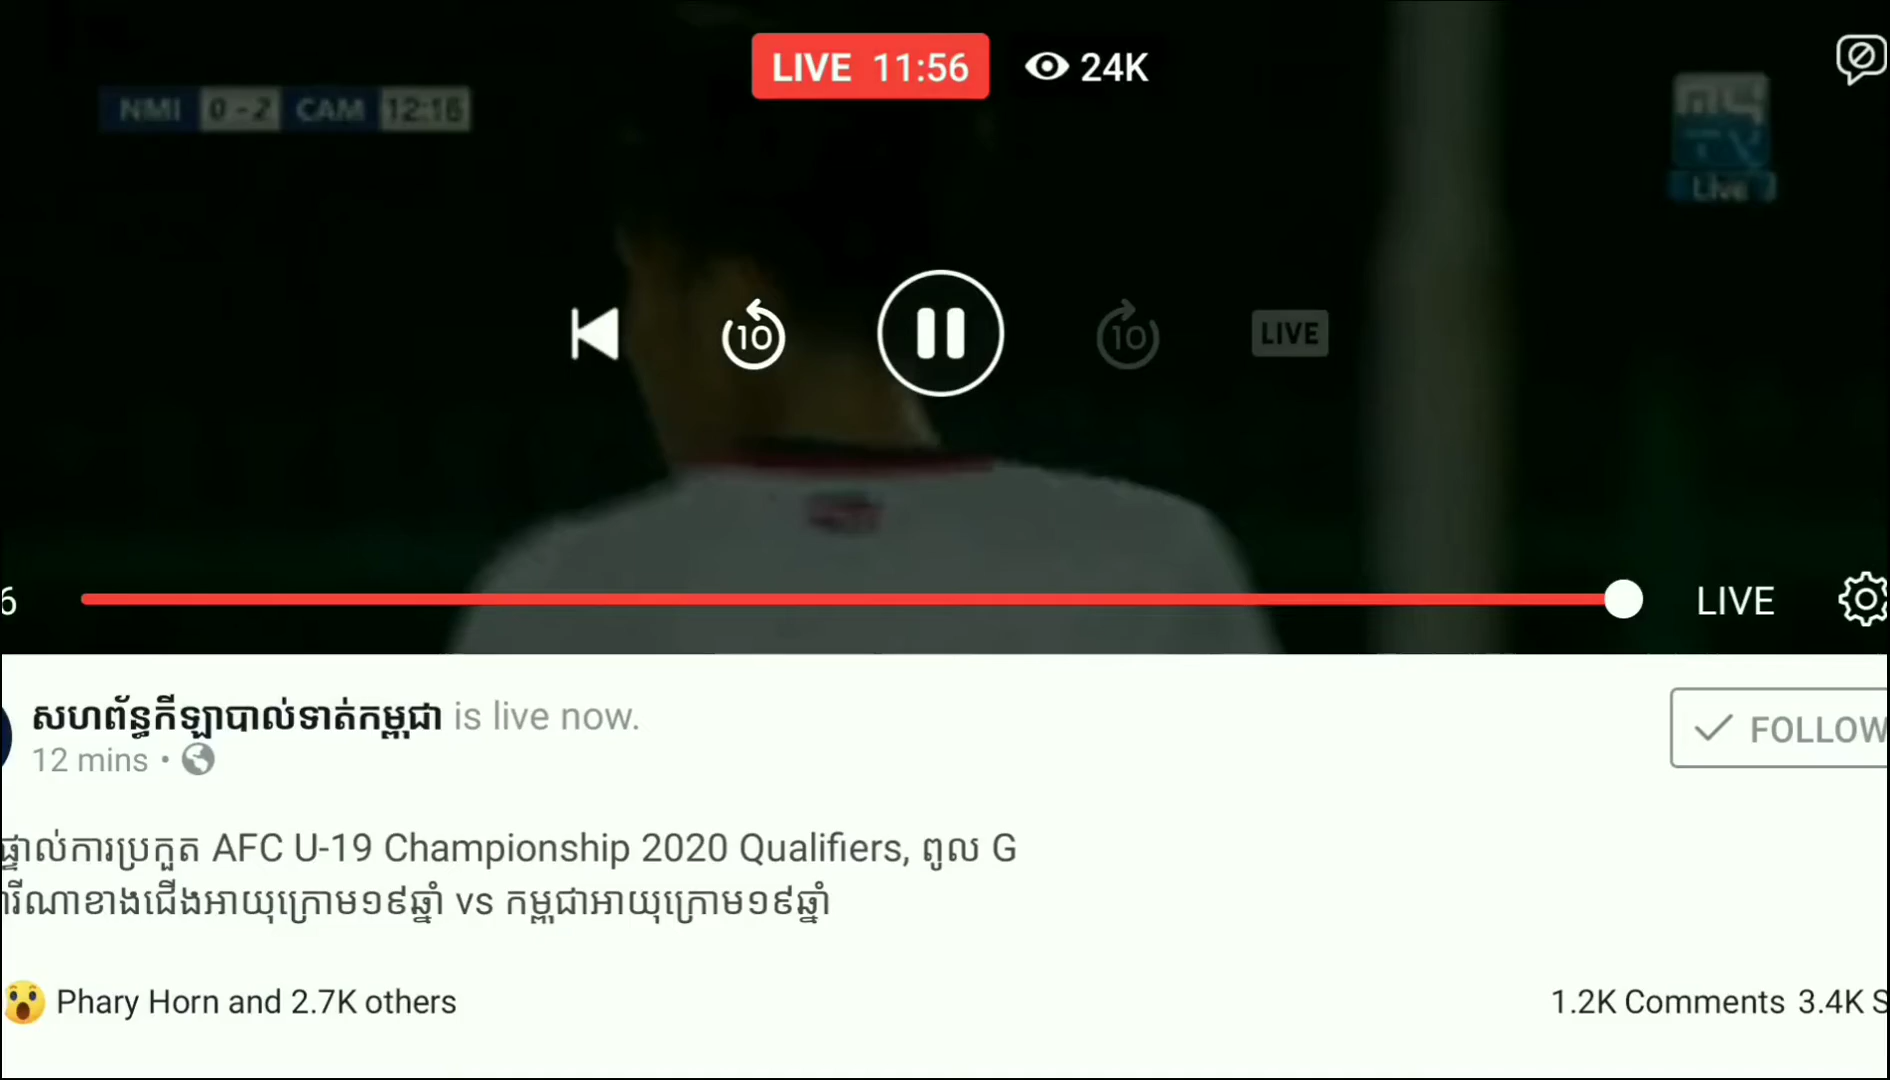 LIVE 11:56 24K
NMI 0-2 CAM 12:16
Live
10 10 LIVE
6 LIVE
សហព័ន្ធកីឡាបាល់ទាត់កម្ពុជា is live now.
12 mins •
FOLLOW
ផ្ទាល់ការប្រកួត AFC U-19 Championship 2020 Qualifiers, ពូល G
រីណាខាងជើងអាយុក្រោម១៩ឆ្នាំ vs កម្ពុជាអាយុក្រោម១៩ឆ្នាំ
Phary Horn and 2.7K others
1.2K Comments 3.4K S